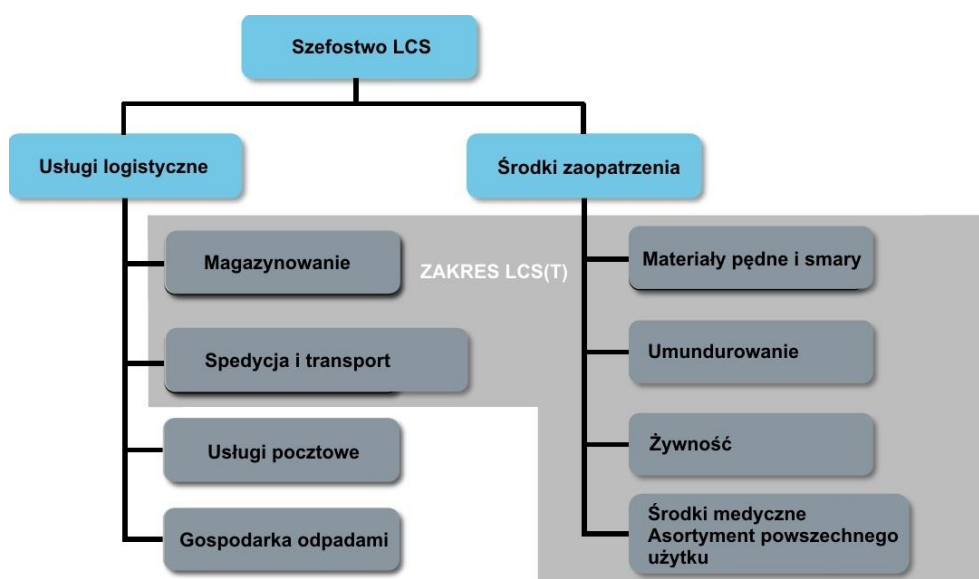 Szefostwo LCS
Usługi logistyczne
Środki zaopatrzenia
Magazynowanie
ZAKRES LCS(T)
Materiały pędne i smary
Spedycja i transport
Umundurowanie
Usługi pocztowe
Żywność
Gospodarka odpadami
Środki medyczne
Asortyment powszechnego
użytku